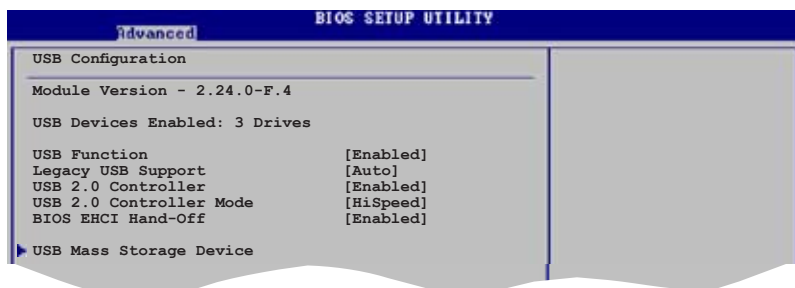 BIOS SETUP UTILITY
Advanced
USB Configuration
Module Version - 2.24.0-F.4
USB Devices Enabled: 3 Drives
USB Function [Enabled]
Legacy USB Support [Auto]
USB 2.0 Controller [Enabled]
USB 2.0 Controller Mode [HiSpeed]
BIOS EHCI Hand-Off [Enabled]
USB Mass Storage Device